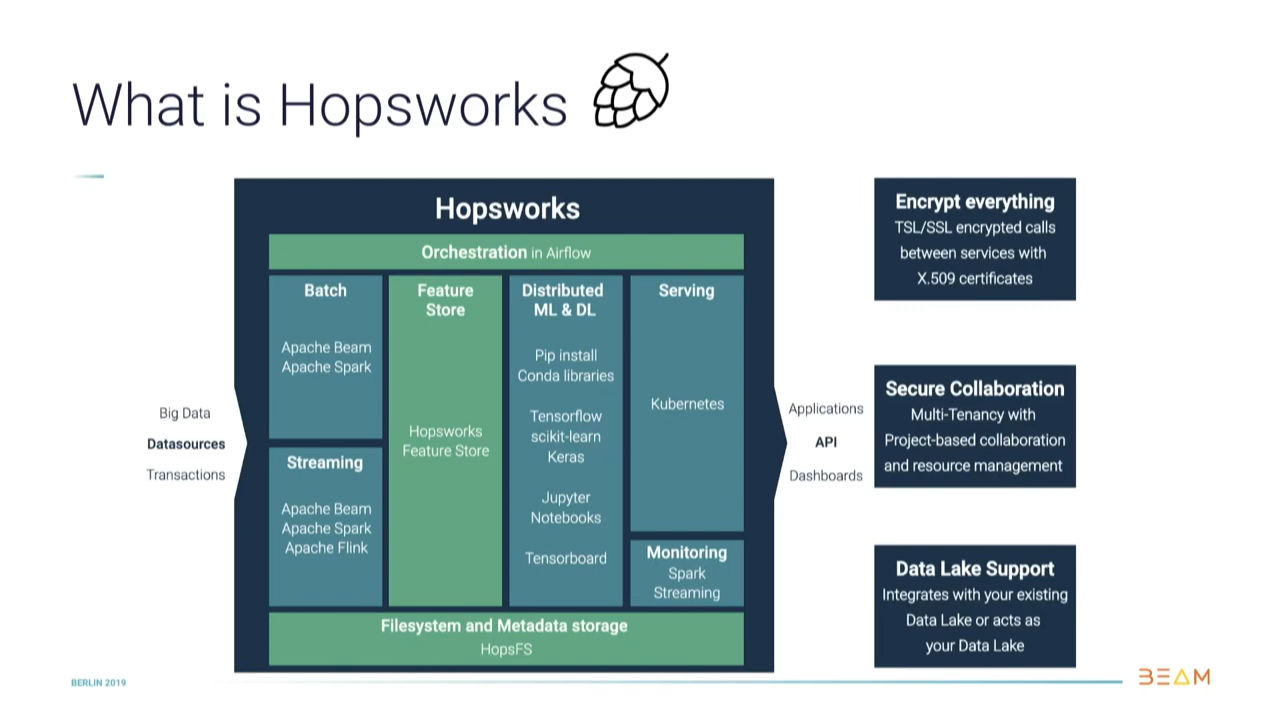 What is Hopsworks
Hopsworks
Orchestration in Airflow
Batch
Apache Beam
Apache Spark
Streaming
Apache Beam
Apache Spark
Apache Flink
Feature
Store
Hopsworks
Feature Store
Distributed
ML & DL
Pip install
Conda libraries
Tensorflow
scikit-learn
Keras
Jupyter
Notebooks
Tensorboard
Serving
Kubernetes
Monitoring
Spark
Streaming
Filesystem and Metadata storage
HopsFS
Big Data
Datasources
Transactions
Applications
API
Dashboards
Encrypt everything
TSL/SSL encrypted calls
between services with
X.509 certificates
Secure Collaboration
Multi-Tenancy with
Project-based collaboration
and resource management
Data Lake Support
Integrates with your existing
Data Lake or acts as
your Data Lake
BERLIN 2019
BEAM